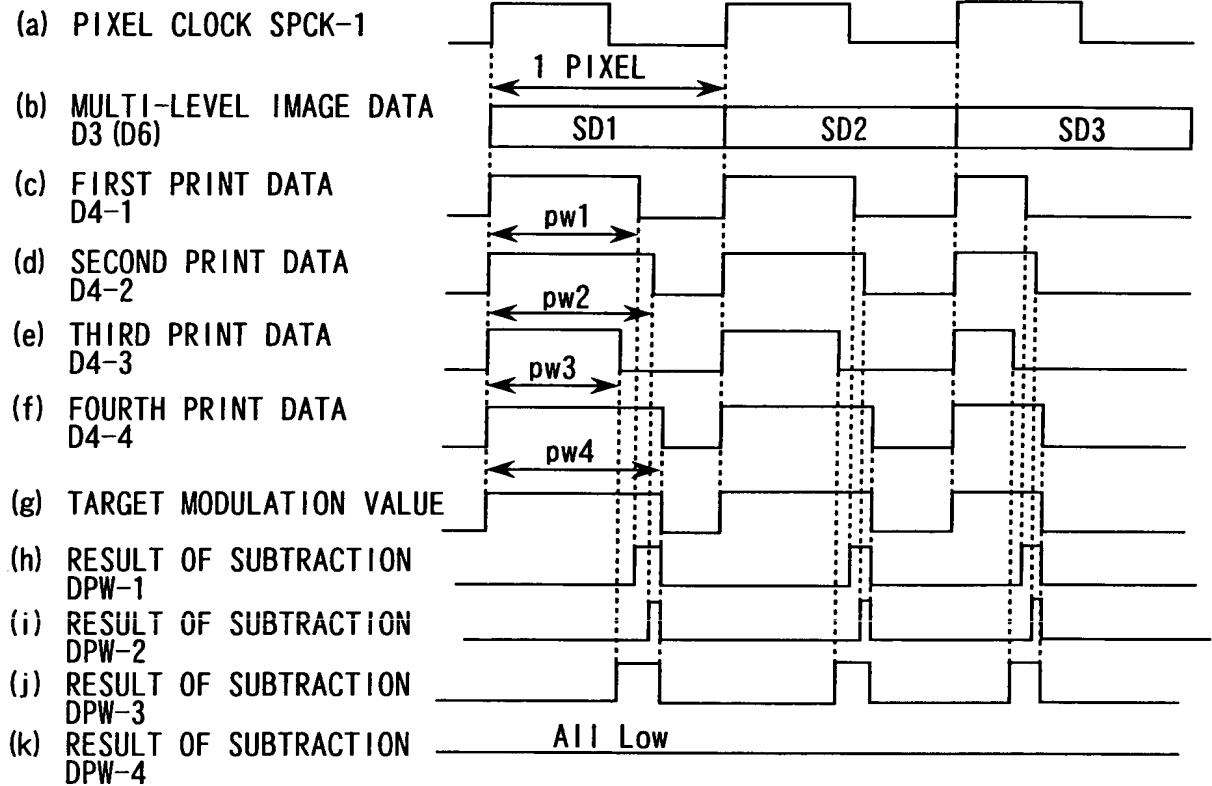 (a) PIXEL CLOCK SPCK-1
1 PIXEL
(b) MULTI-LEVEL IMAGE DATA
D3 (D6)
SD1 SD2 SD3
(c) FIRST PRINT DATA
D4-1
pw1
(d) SECOND PRINT DATA
D4-2
pw2
(e) THIRD PRINT DATA
D4-3
pw3
(f) FOURTH PRINT DATA
D4-4
pw4
(g) TARGET MODULATION VALUE
(h) RESULT OF SUBTRACTION
DPW-1
(i) RESULT OF SUBTRACTION
DPW-2
(j) RESULT OF SUBTRACTION
DPW-3
(k) RESULT OF SUBTRACTION
DPW-4
All Low